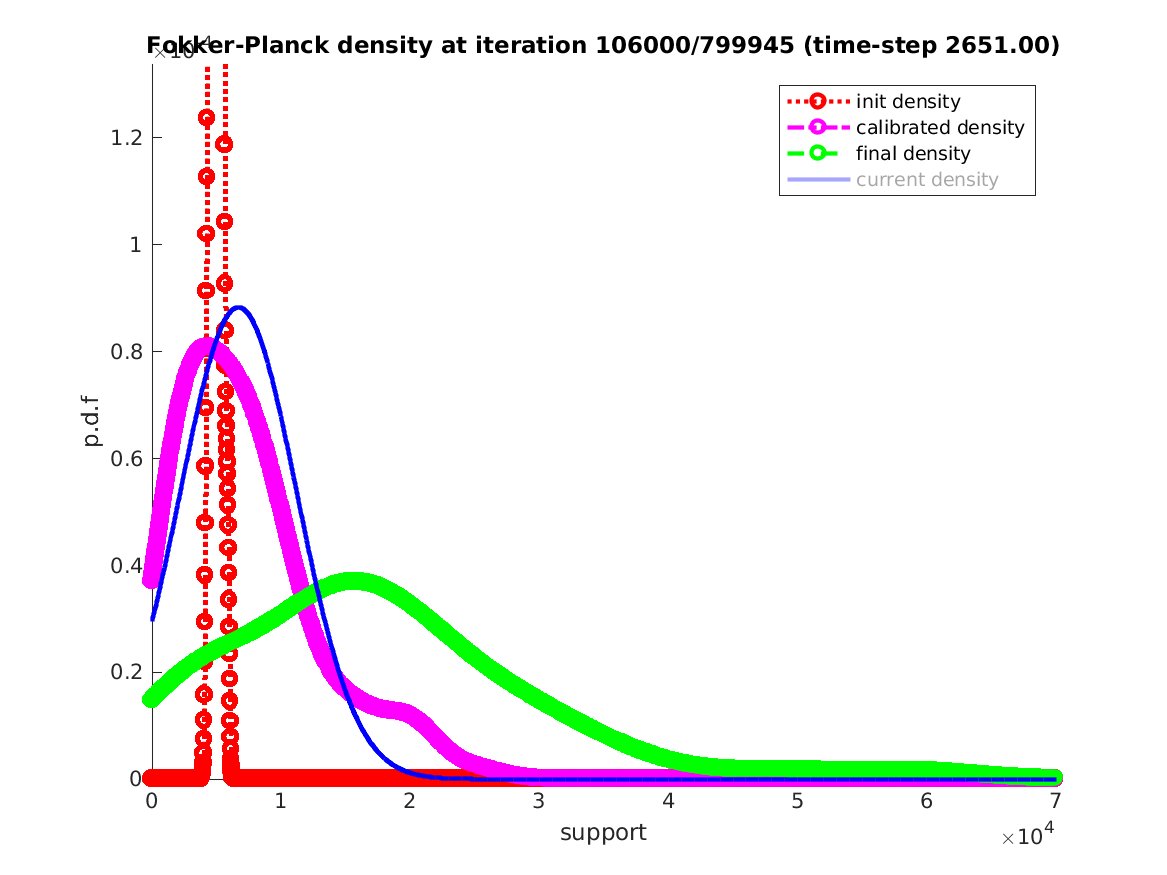 Fokker-Planck density at iteration 106000/799945 (time-step 2651.00)
×10⁻⁴
init density
calibrated density
final density
current density
1.2
1
0.8
0.6
0.4
0.2
0
p.d.f
0 1 2 3 4 5 6 7
support
×10⁴